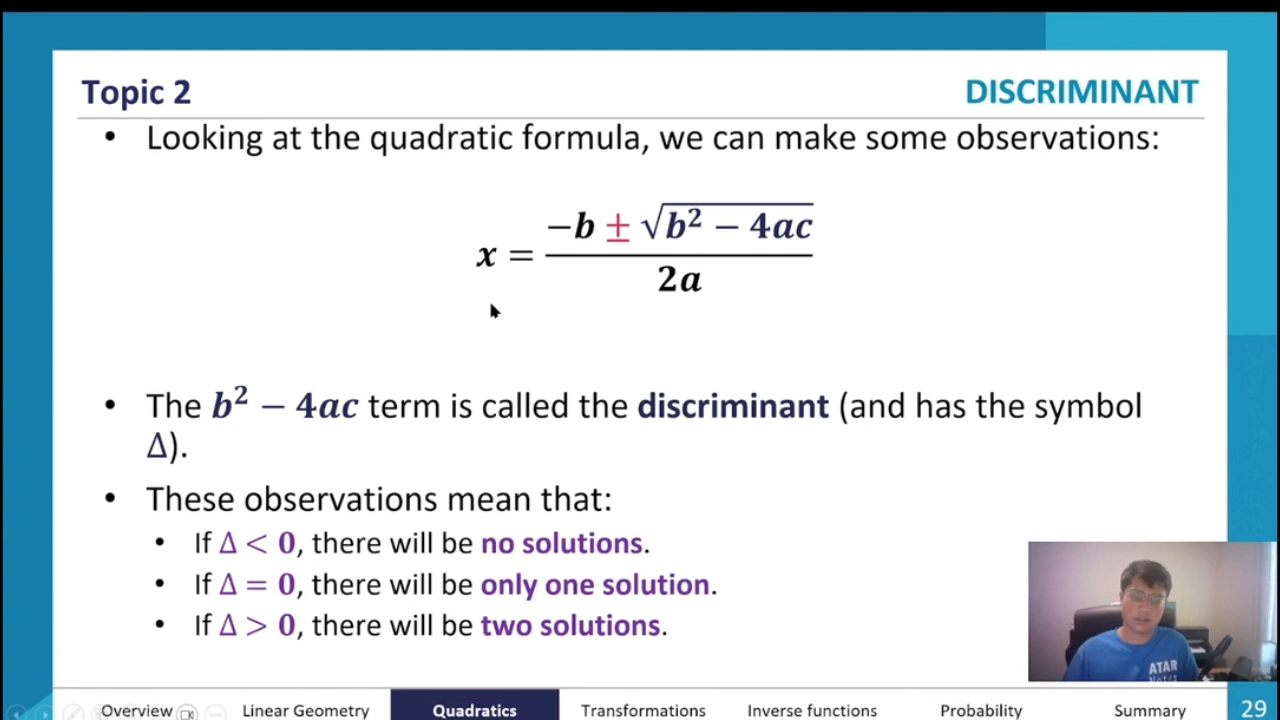 Topic 2
DISCRIMINANT
• Looking at the quadratic formula, we can make some observations:
x = (−b ± √(b² − 4ac)) / 2a
• The b² − 4ac term is called the discriminant (and has the symbol
Δ).
• These observations mean that:
• If Δ < 0, there will be no solutions.
• If Δ = 0, there will be only one solution.
• If Δ > 0, there will be two solutions.
ATAR
Notes
Overview
Linear Geometry
Quadratics
Transformations
Inverse functions
Probability
Summary
29